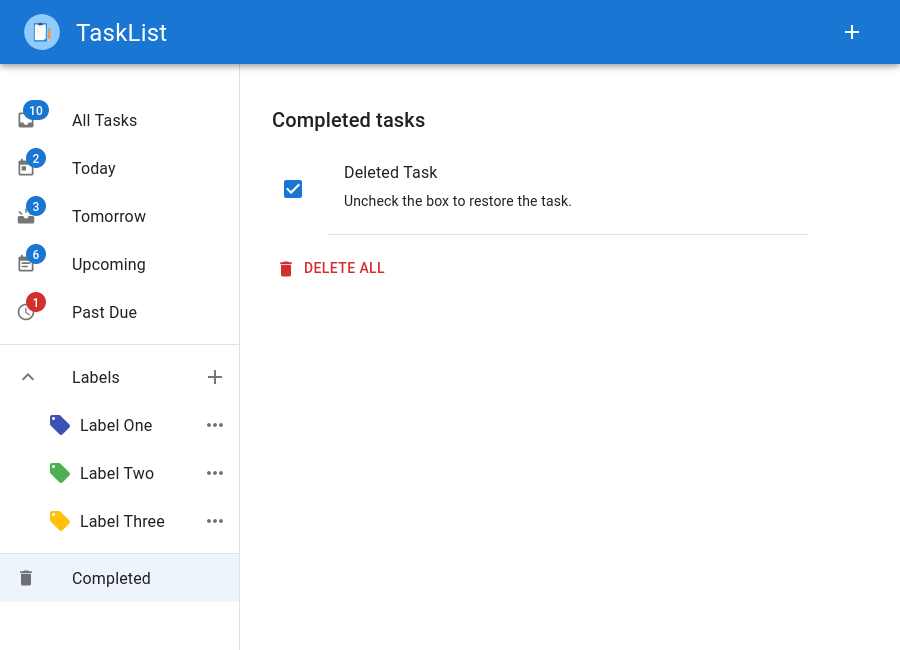 TaskList
10
All Tasks
2
Today
3
Tomorrow
6
Upcoming
1
Past Due
Labels
Label One
Label Two
Label Three
Completed
Completed tasks
Deleted Task
Uncheck the box to restore the task.
DELETE ALL